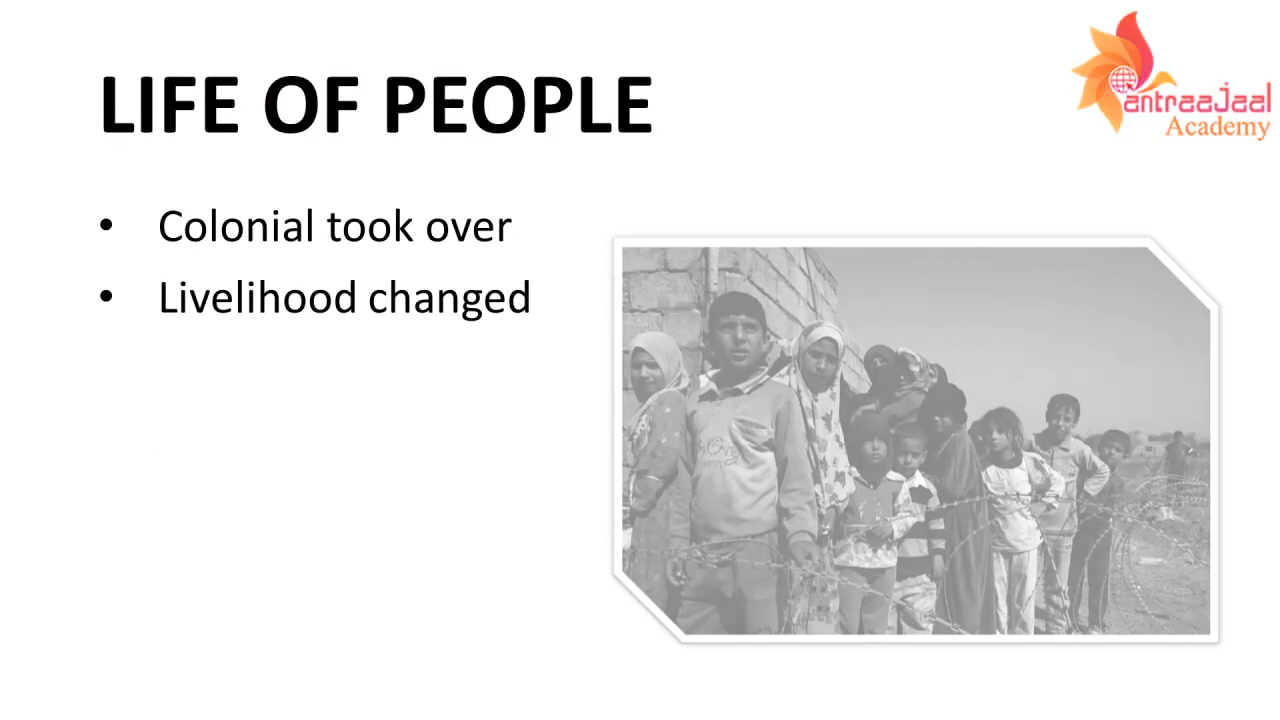 LIFE OF PEOPLE
antraajaal
Academy
• Colonial took over
• Livelihood changed